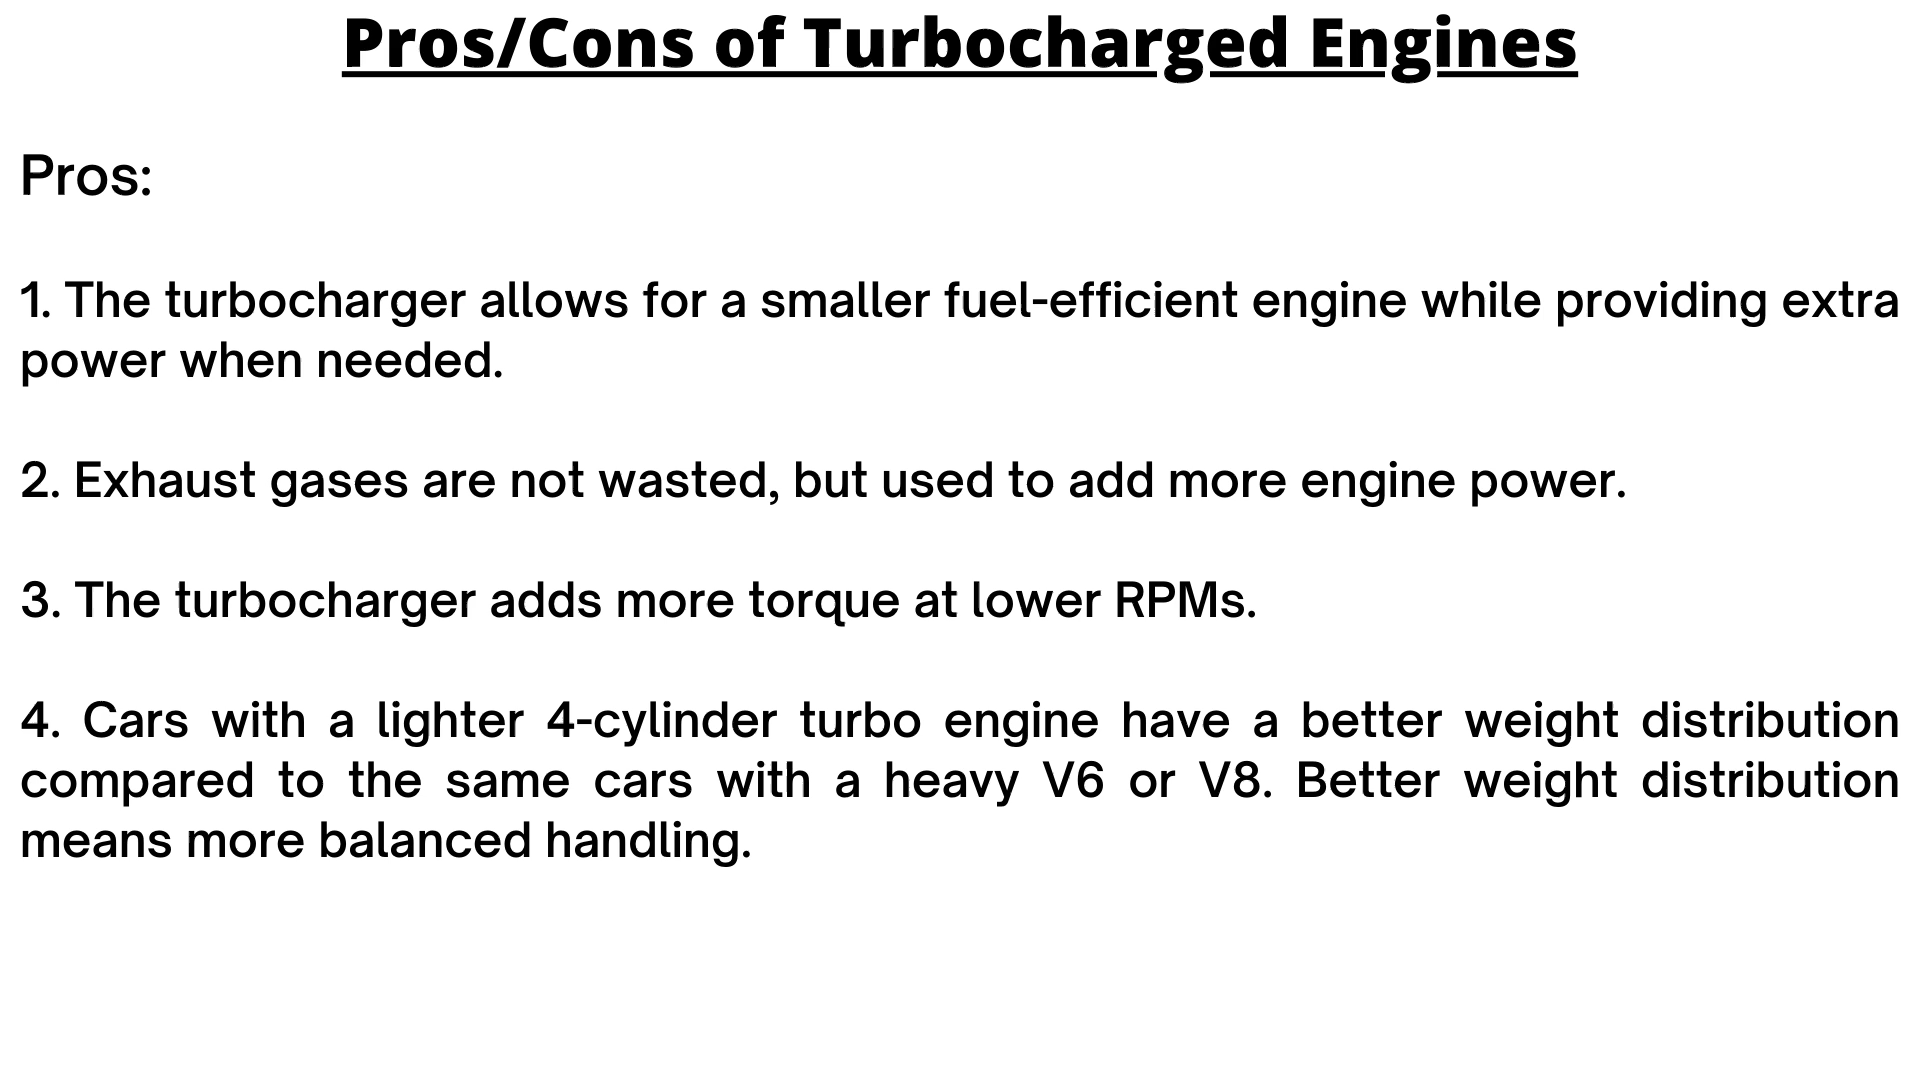 Pros/Cons of Turbocharged Engines
Pros:
1. The turbocharger allows for a smaller fuel-efficient engine while providing extra
power when needed.
2. Exhaust gases are not wasted, but used to add more engine power.
3. The turbocharger adds more torque at lower RPMs.
4. Cars with a lighter 4-cylinder turbo engine have a better weight distribution
compared to the same cars with a heavy V6 or V8. Better weight distribution
means more balanced handling.